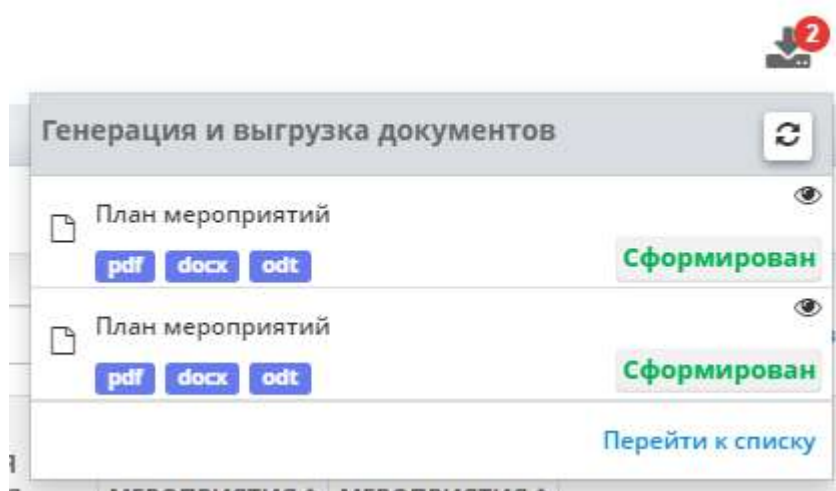 2
Генерация и выгрузка документов
План мероприятий
pdf docx odt
Сформирован
План мероприятий
pdf docx odt
Сформирован
Перейти к списку